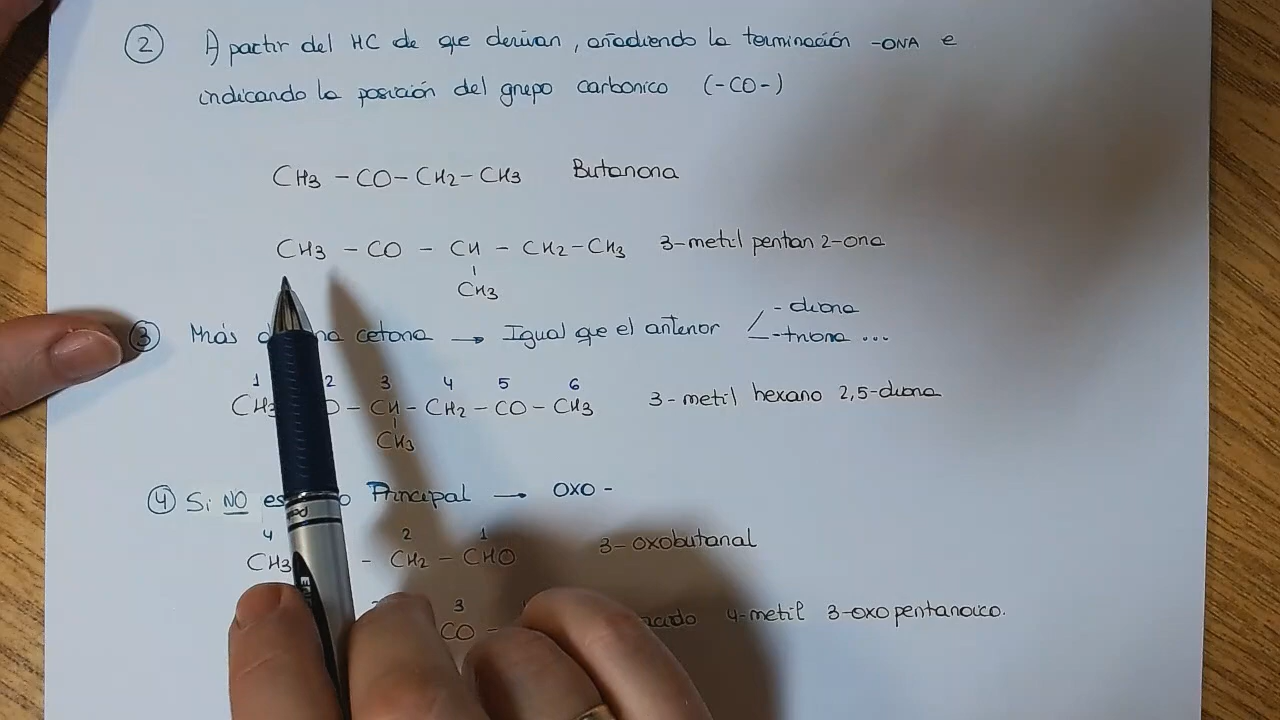 2 A partir del HC de que derivan, añadiendo la terminación -ONA e
indicando la posición del grupo carbonico (-CO-)
CH3 - CO - CH2 - CH3 Butanona
CH3 - CO - CH - CH2 - CH3 3-metil pentan 2-ona
CH3
3 Más cetona → Igual que el anterior -diona
-triona ...
1 2 3 4 5 6
CH3 - CH - CH2 - CO - CH3 3-metil hexano 2,5-diona
CH3
4 Si NO Principal → OXO -
4 2 1
CH3 - CH2 - CHO 3-oxobutanal
3
CO - 4-metil 3-oxopentanoico.